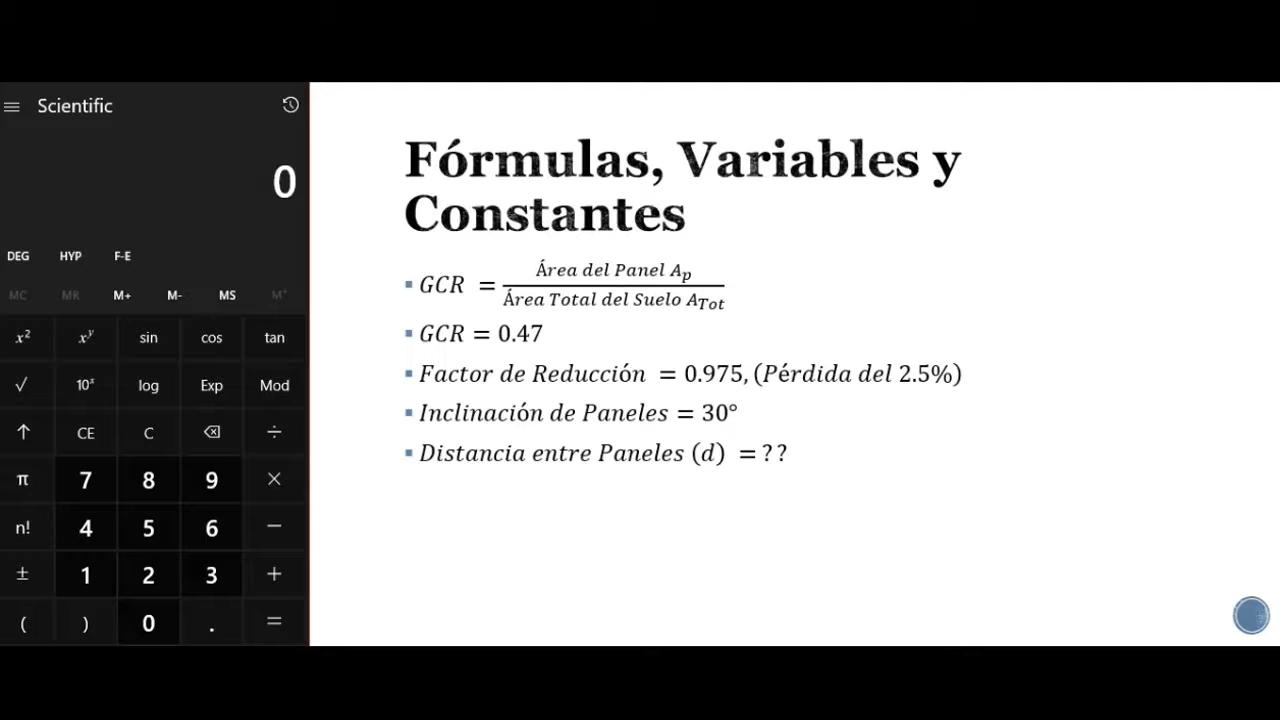 Scientific
0
DEG HYP F-E
MC MR M+ M- MS M˅
x² xʸ sin cos tan
√ 10ˣ log Exp Mod
↑ CE C ⌫ ÷
π 7 8 9 ×
n! 4 5 6 −
± 1 2 3 +
( ) 0 . =
Fórmulas, Variables y
Constantes
▪ GCR = Área del Panel Aₚ / Área Total del Suelo A_Tot
▪ GCR = 0.47
▪ Factor de Reducción = 0.975, (Pérdida del 2.5%)
▪ Inclinación de Paneles = 30°
▪ Distancia entre Paneles (d) = ??